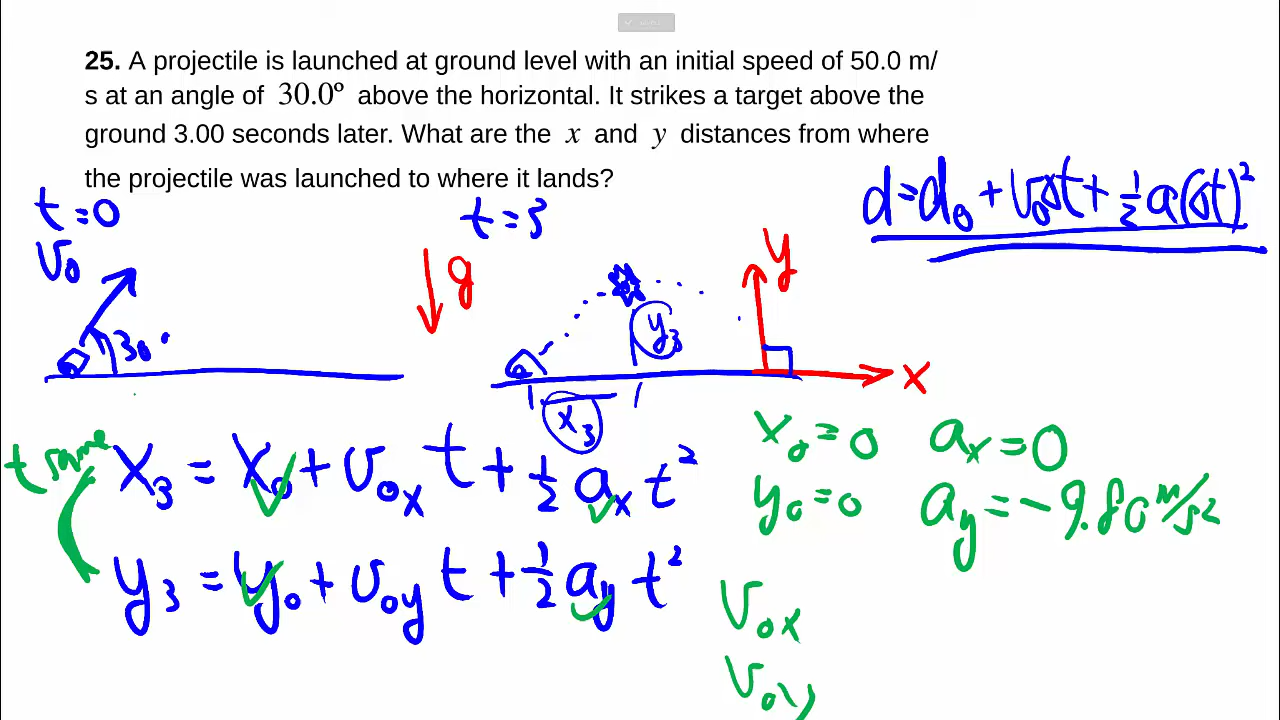 25. A projectile is launched at ground level with an initial speed of 50.0 m/
s at an angle of 30.0º above the horizontal. It strikes a target above the
ground 3.00 seconds later. What are the x and y distances from where
the projectile was launched to where it lands?
d = d₀ + v₀Δt + ½ a(Δt)²
t = 0
t = 3
v₀
g
y
30°
y₃
x
x₃
t same
x₃ = x₀ + v₀ₓ t + ½ aₓ t²
x₀ = 0 aₓ = 0
y₀ = 0 a_y = -9.80 m/s²
y₃ = y₀ + v₀y t + ½ a_y t²
v₀ₓ
v₀y